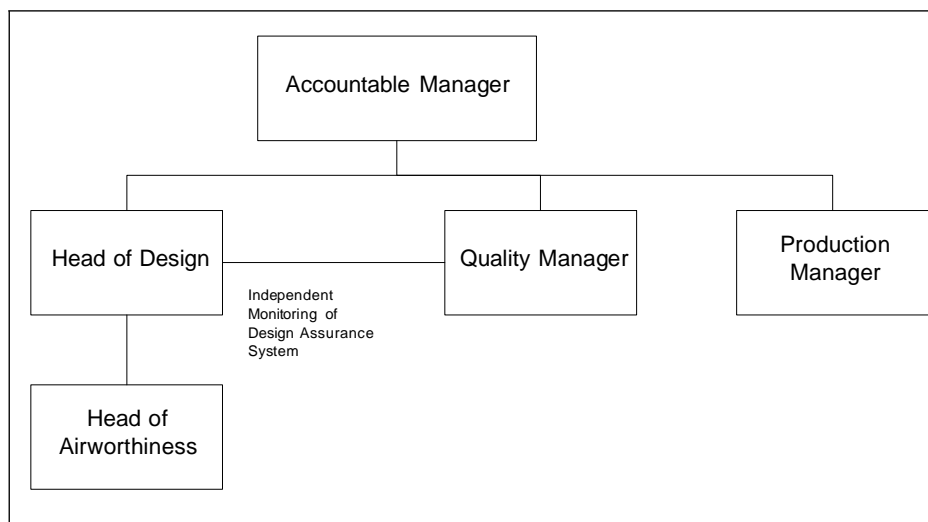 Accountable Manager
Head of Design
Quality Manager
Production
Manager
Independent
Monitoring of
Design Assurance
System
Head of
Airworthiness